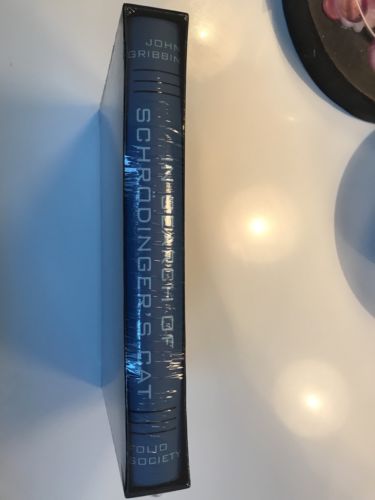 JOHN
GRIBBIN
IN SEARCH OF
SCHRÖDINGER'S CAT
FOLIO
SOCIETY